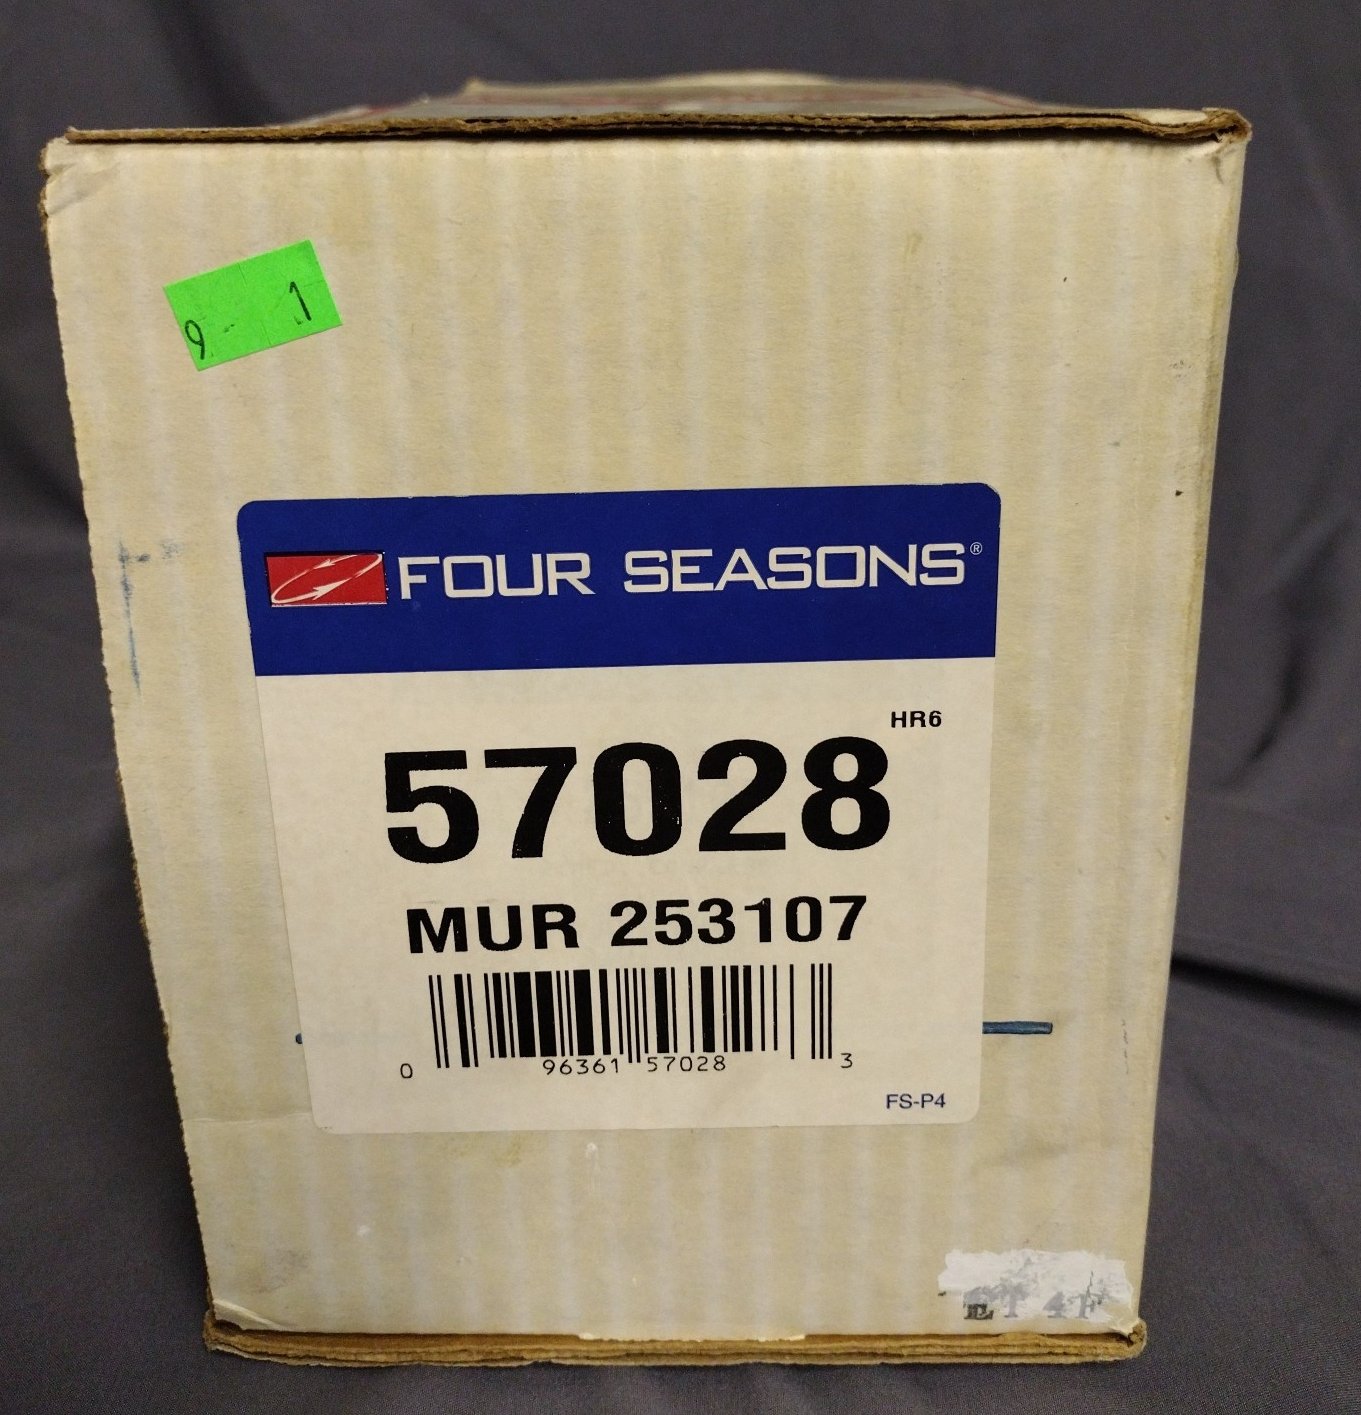 9 - 1
FOUR SEASONS®
HR6
57028
MUR 253107
0 96361 57028 3
FS-P4